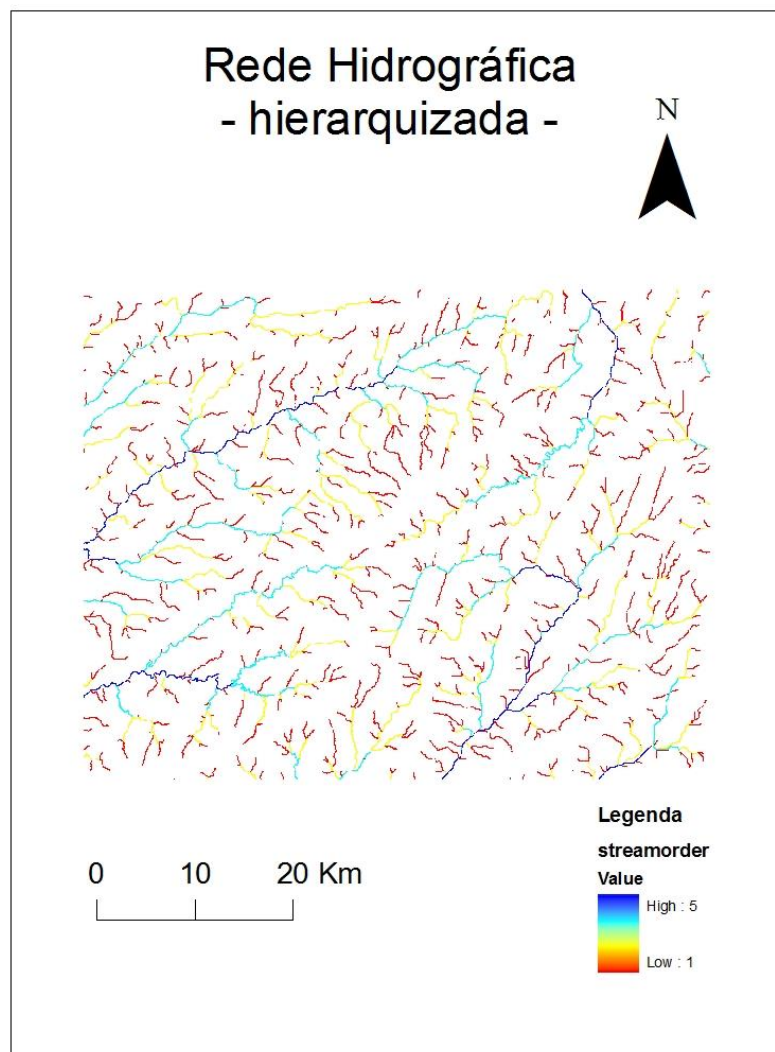 Rede Hidrográfica
- hierarquizada -
N
0 10 20 Km
Legenda
streamorder
Value
High : 5
Low : 1